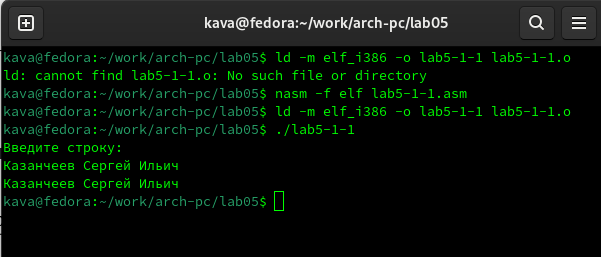 kava@fedora:~/work/arch-pc/lab05
kava@fedora:~/work/arch-pc/lab05$ ld -m elf_i386 -o lab5-1-1 lab5-1-1.o
ld: cannot find lab5-1-1.o: No such file or directory
kava@fedora:~/work/arch-pc/lab05$ nasm -f elf lab5-1-1.asm
kava@fedora:~/work/arch-pc/lab05$ ld -m elf_i386 -o lab5-1-1 lab5-1-1.o
kava@fedora:~/work/arch-pc/lab05$ ./lab5-1-1
Введите строку:
Казанчеев Сергей Ильич
Казанчеев Сергей Ильич
kava@fedora:~/work/arch-pc/lab05$